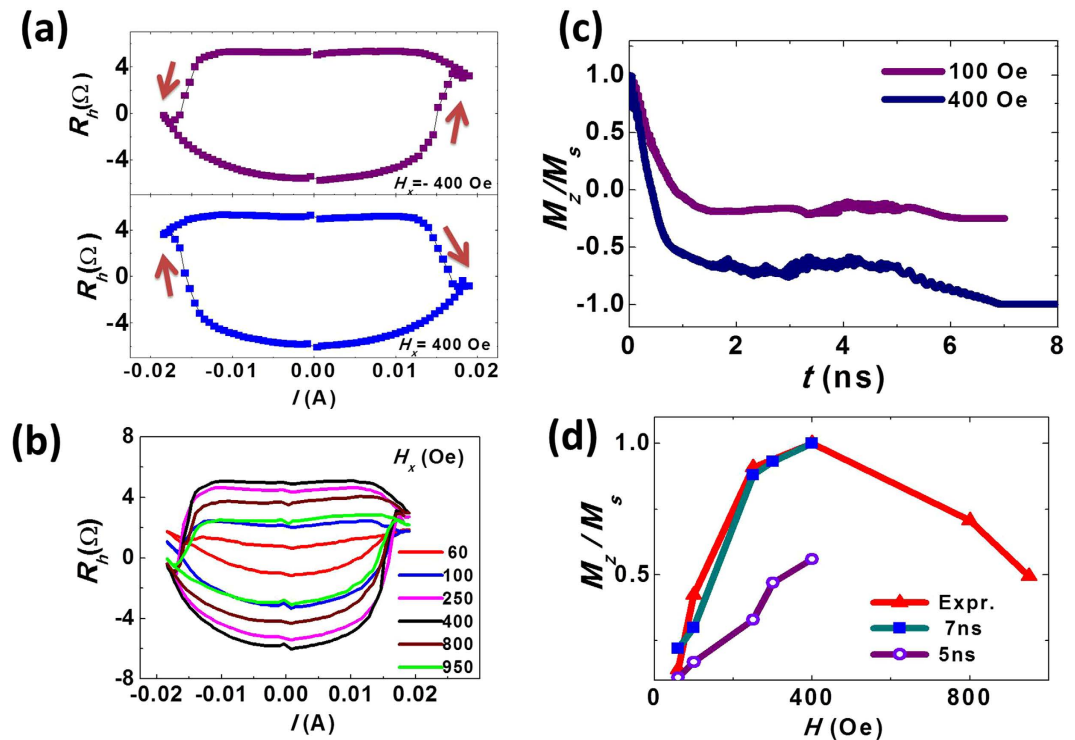 (a)
4
0
-4
R_h(Ω)
H_x=- 400 Oe
4
0
-4
R_h(Ω)
H_x= 400 Oe
-0.02 -0.01 0.00 0.01 0.02
I (A)
(b)
8
4
0
-4
-8
R_h(Ω)
H_x (Oe)
60
100
250
400
800
950
-0.02 -0.01 0.00 0.01 0.02
I (A)
(c)
100 Oe
400 Oe
1.0
0.5
0.0
-0.5
-1.0
M_z/M_s
0 2 4 6 8
t (ns)
(d)
1.0
0.5
M_z / M_s
Expr.
7ns
5ns
0 400 800
H (Oe)